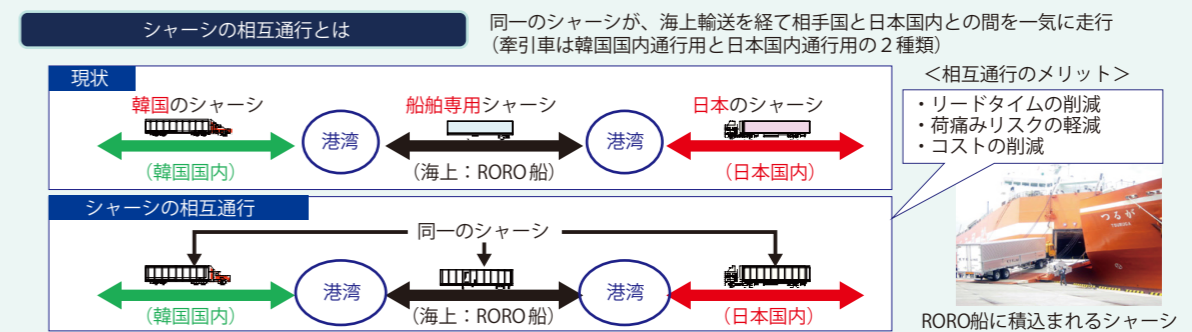 シャーシの相互通行とは
同一のシャーシが、海上輸送を経て相手国と日本国内との間を一気に走行
（牽引車は韓国国内通行用と日本国内通行用の２種類）
現状
韓国のシャーシ
船舶専用シャーシ
日本のシャーシ
港湾
港湾
（韓国国内）
（海上：RORO船）
（日本国内）
＜相互通行のメリット＞
・リードタイムの削減
・荷痛みリスクの軽減
・コストの削減
シャーシの相互通行
同一のシャーシ
港湾
港湾
（韓国国内）
（海上：RORO船）
（日本国内）
つるが
TSURUGA
RORO船に積込まれるシャーシ